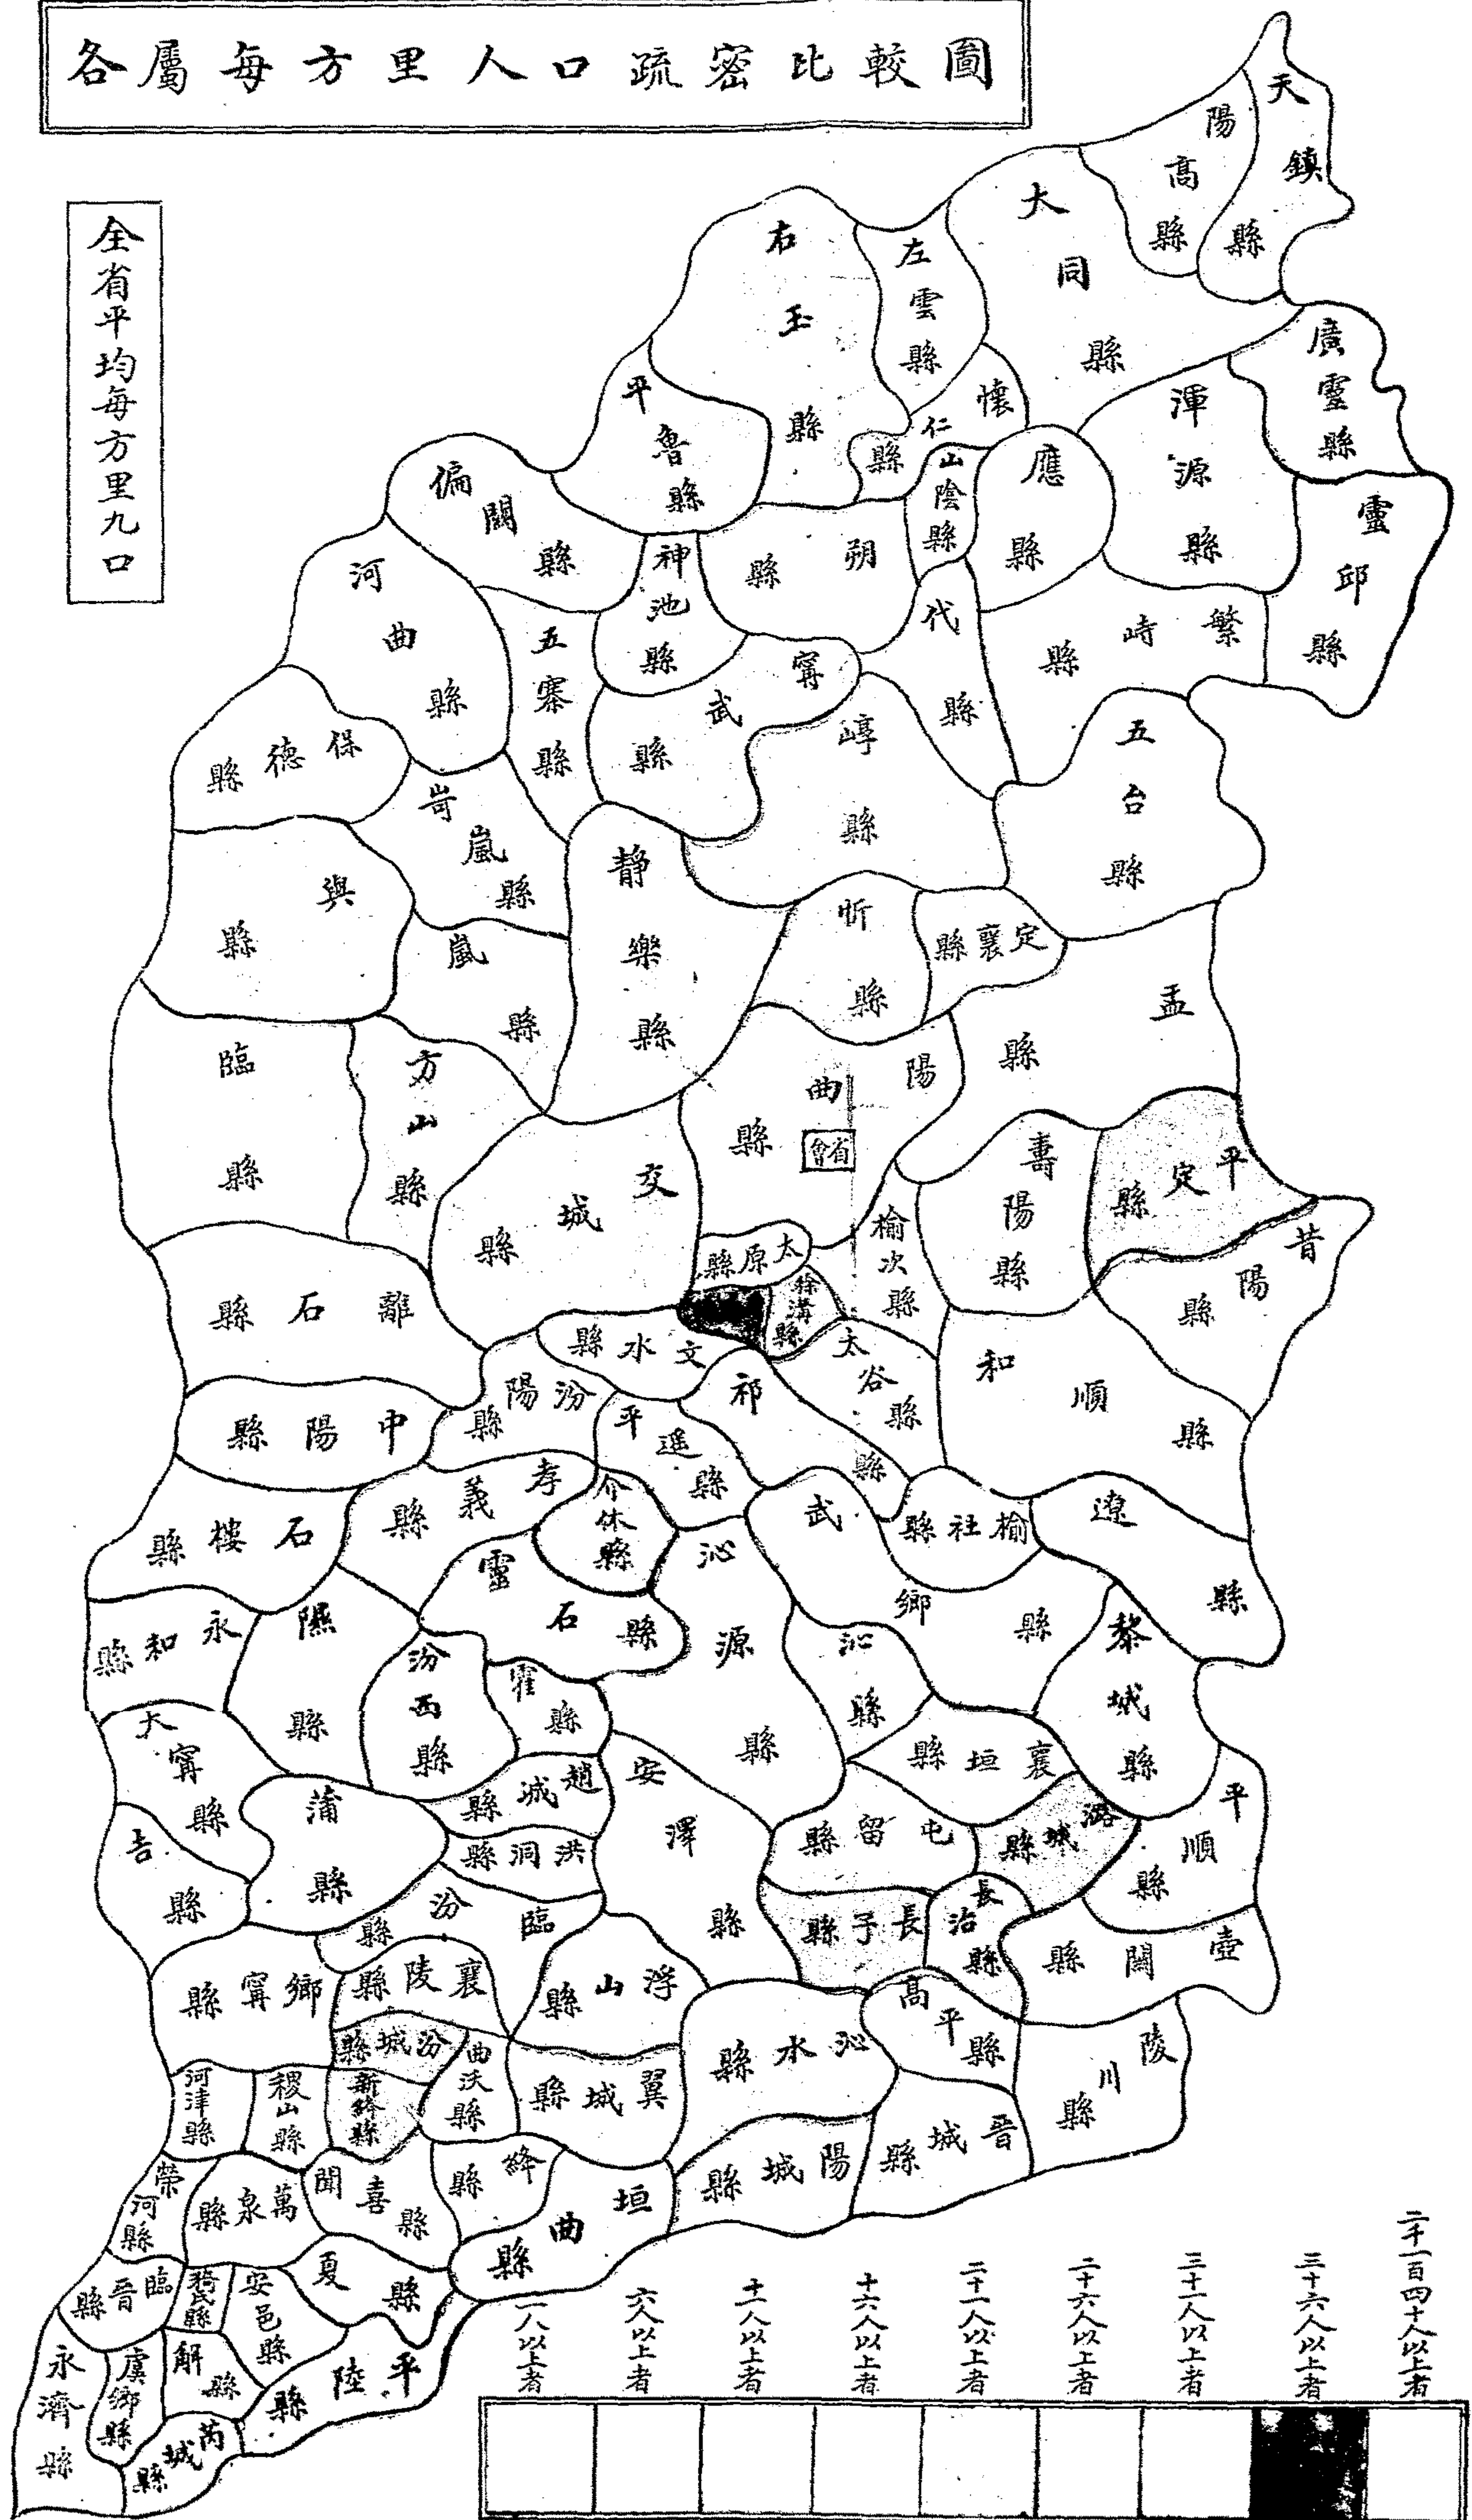 各屬每方里人口疏密比較圖
全省平均每方里九口
天鎮縣
陽高縣
大同縣
左雲縣
右玉縣
廣靈縣
渾源縣
懷仁縣
平魯縣
偏關縣
山陰縣
應縣
靈邱縣
朔縣
神池縣
河曲縣
五寨縣
代縣
繁峙縣
寗武縣
崞縣
五台縣
保德縣
岢嵐縣
静樂縣
忻縣
定襄縣
興縣
嵐縣
盂縣
臨縣
方山縣
陽曲縣
省會
交城縣
壽陽縣
平定縣
昔陽縣
榆次縣
太原縣
徐溝縣
離石縣
文水縣
太谷縣
和順縣
汾陽縣
祁縣
平遥縣
中陽縣
孝義縣
介休縣
武鄉縣
榆社縣
遼縣
石樓縣
靈石縣
沁源縣
沁縣
黎城縣
永和縣
隰縣
汾西縣
霍縣
襄垣縣
大寗縣
趙城縣
安澤縣
屯留縣
潞城縣
平順縣
吉縣
蒲縣
洪洞縣
長子縣
長治縣
壺關縣
臨汾縣
鄉寗縣
襄陵縣
浮山縣
高平縣
陵川縣
汾城縣
曲沃縣
翼城縣
沁水縣
河津縣
稷山縣
新絳縣
晉城縣
陽城縣
榮河縣
萬泉縣
聞喜縣
絳縣
垣曲縣
臨晉縣
猗氏縣
安邑縣
夏縣
永濟縣
虞鄉縣
解縣
平陸縣
芮城縣
二千一百四十人以上者
三十六人以上者
三十一人以上者
二十六人以上者
二十一人以上者
十六人以上者
十一人以上者
六人以上者
一人以上者